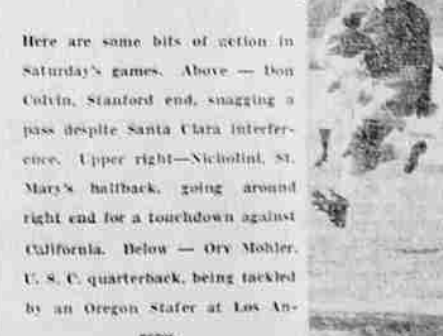 Here are some bits of action in
Saturday's games. Above — Don
Colvin, Stanford end, snagging a
pass despite Santa Clara interfer-
ence. Upper right—Nicholini, St.
Mary's halfback, going around
right end for a touchdown against
California. Below — Orv Mohler,
U. S. C. quarterback, being tackled
by an Oregon Stater at Los An-